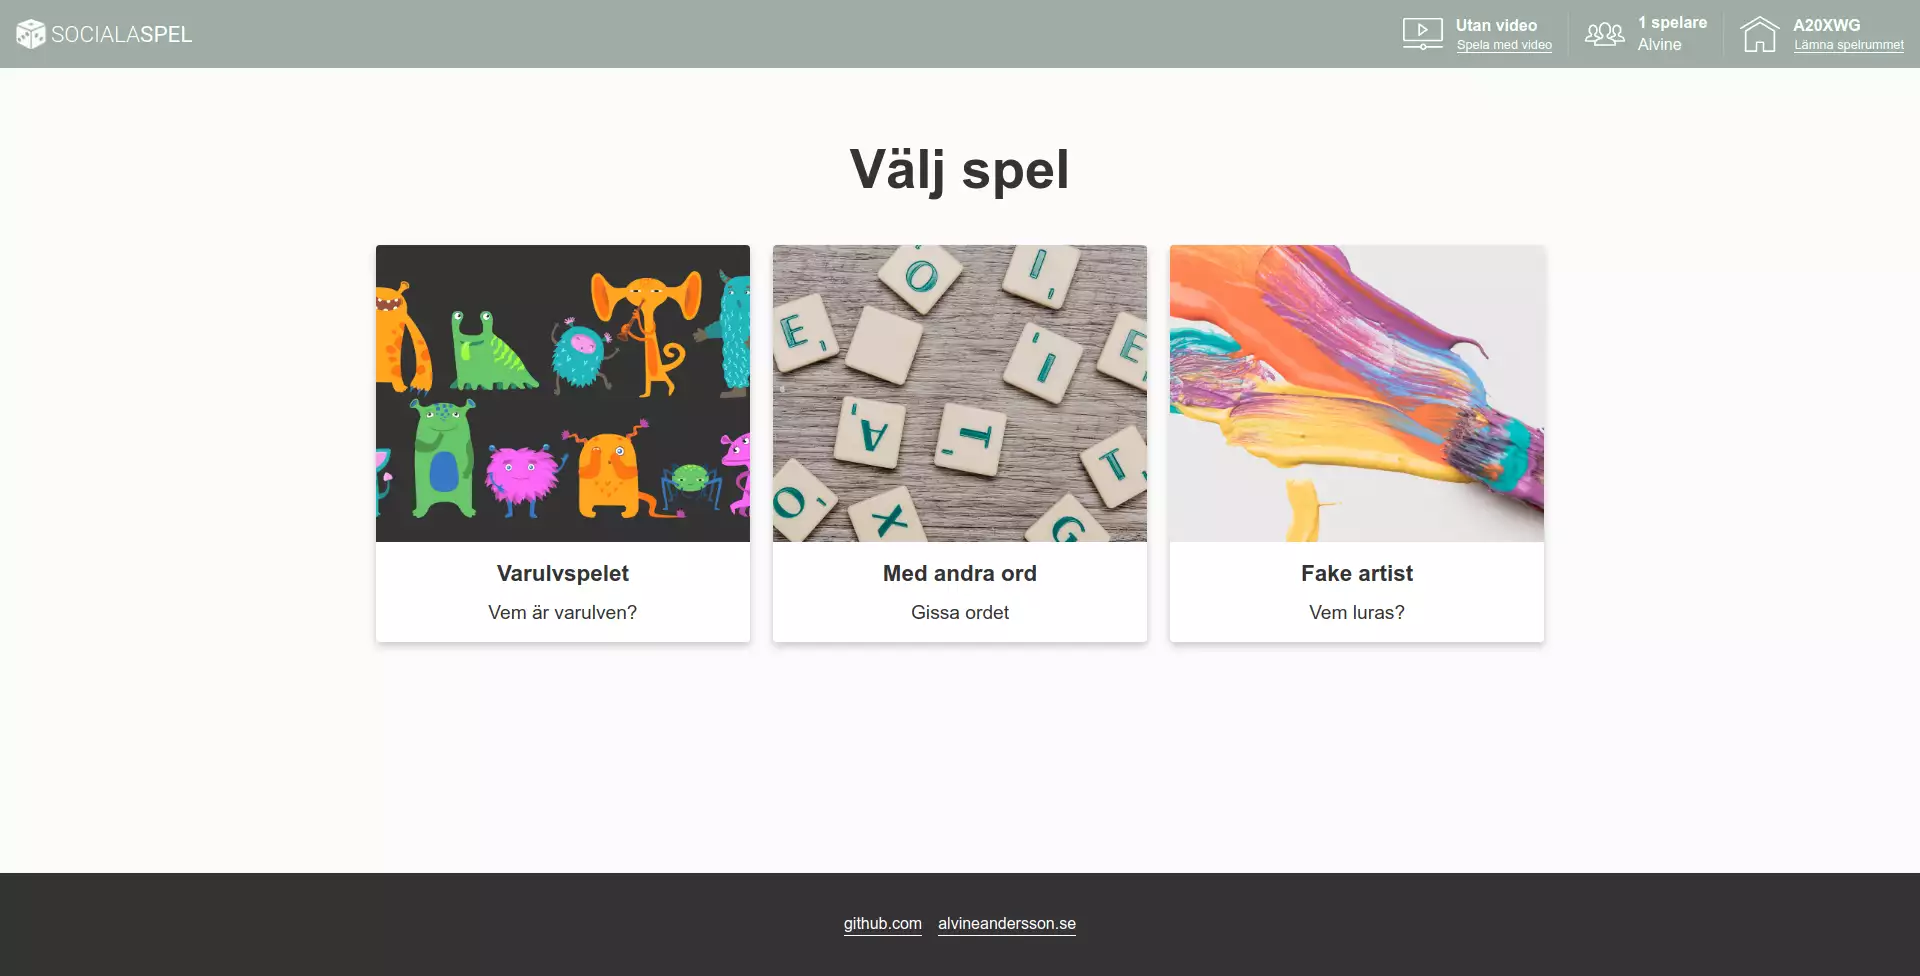 SOCIALASPEL
Utan video
Spela med video
1 spelare
Alvine
A20XWG
Lämna spelrummet
Välj spel
O
I
E
I
E
A
T
T
O
X
G
Varulvspelet
Vem är varulven?
Med andra ord
Gissa ordet
Fake artist
Vem luras?
github.com alvineandersson.se